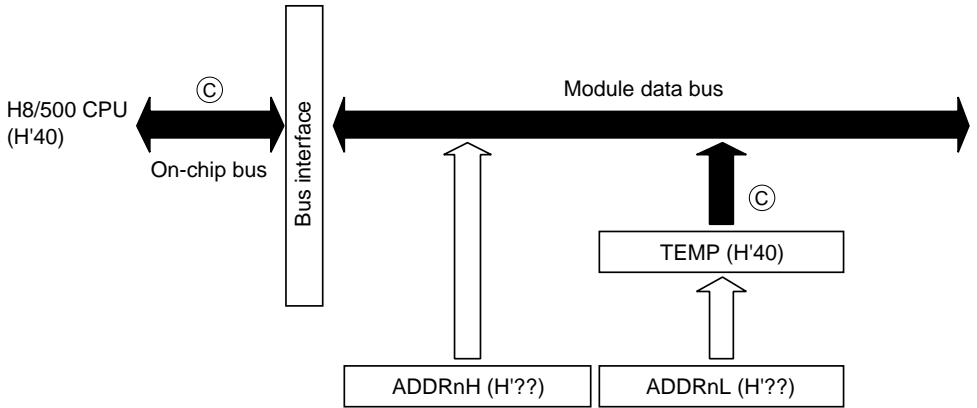 Ⓒ
H8/500 CPU
(H'40)
On-chip bus
Bus interface
Module data bus
Ⓒ
TEMP (H'40)
ADDRnH (H'??)
ADDRnL (H'??)